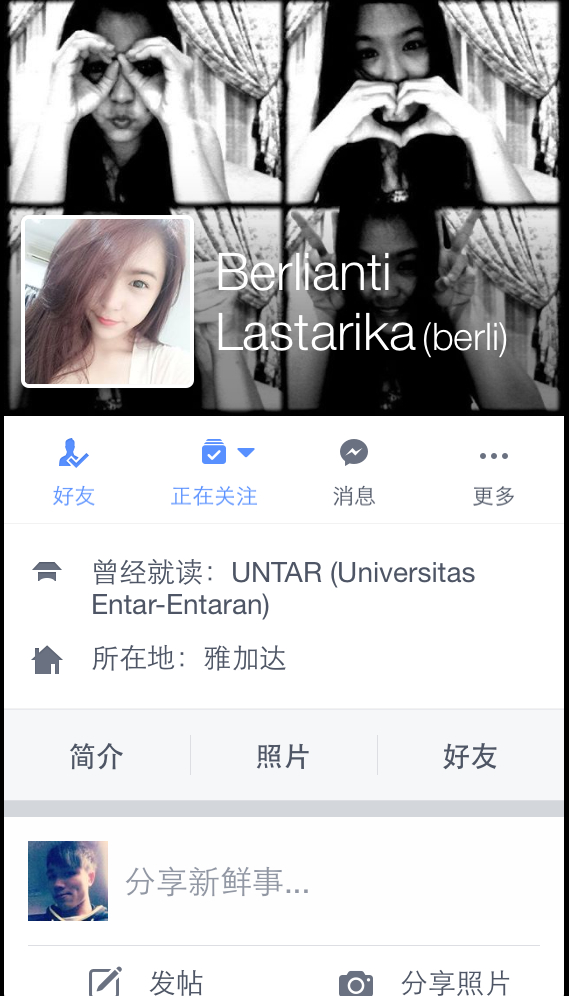 Berlianti
Lastarika (berli)
好友
正在关注
消息
更多
曾经就读：UNTAR (Universitas
Entar-Entaran)
所在地：雅加达
简介
照片
好友
分享新鲜事...
发帖
分享照片